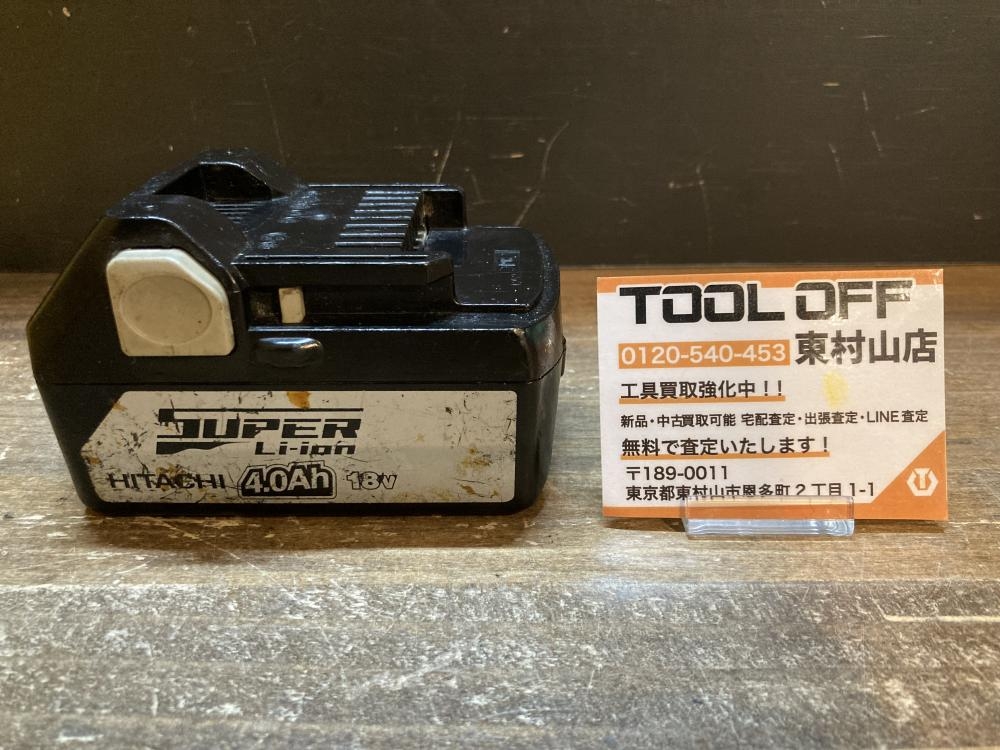 SUPER
Li-ion
HITACHI 4.0Ah 18V
TOOL OFF
0120-540-453 東村山店
工具買取強化中！！
新品・中古買取可能 宅配査定・出張査定・LINE査定
無料で査定いたします！
〒189-0011
東京都東村山市恩多町2丁目1-1